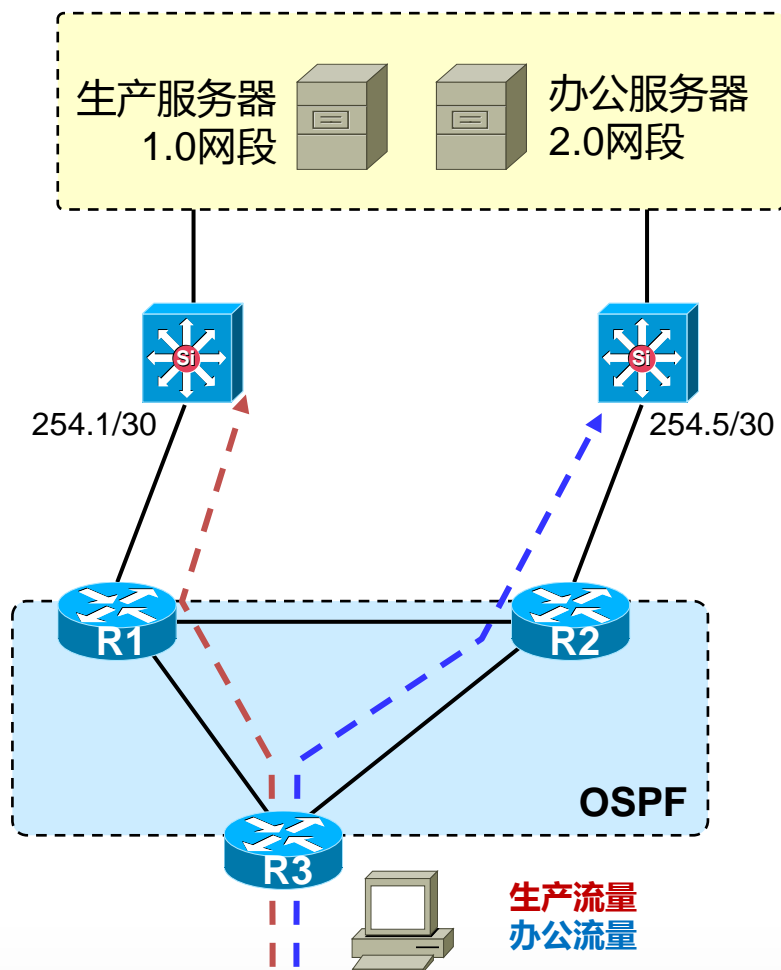 生产服务器
1.0网段
办公服务器
2.0网段
Si
Si
254.1/30
254.5/30
R1
R2
OSPF
R3
生产流量
办公流量